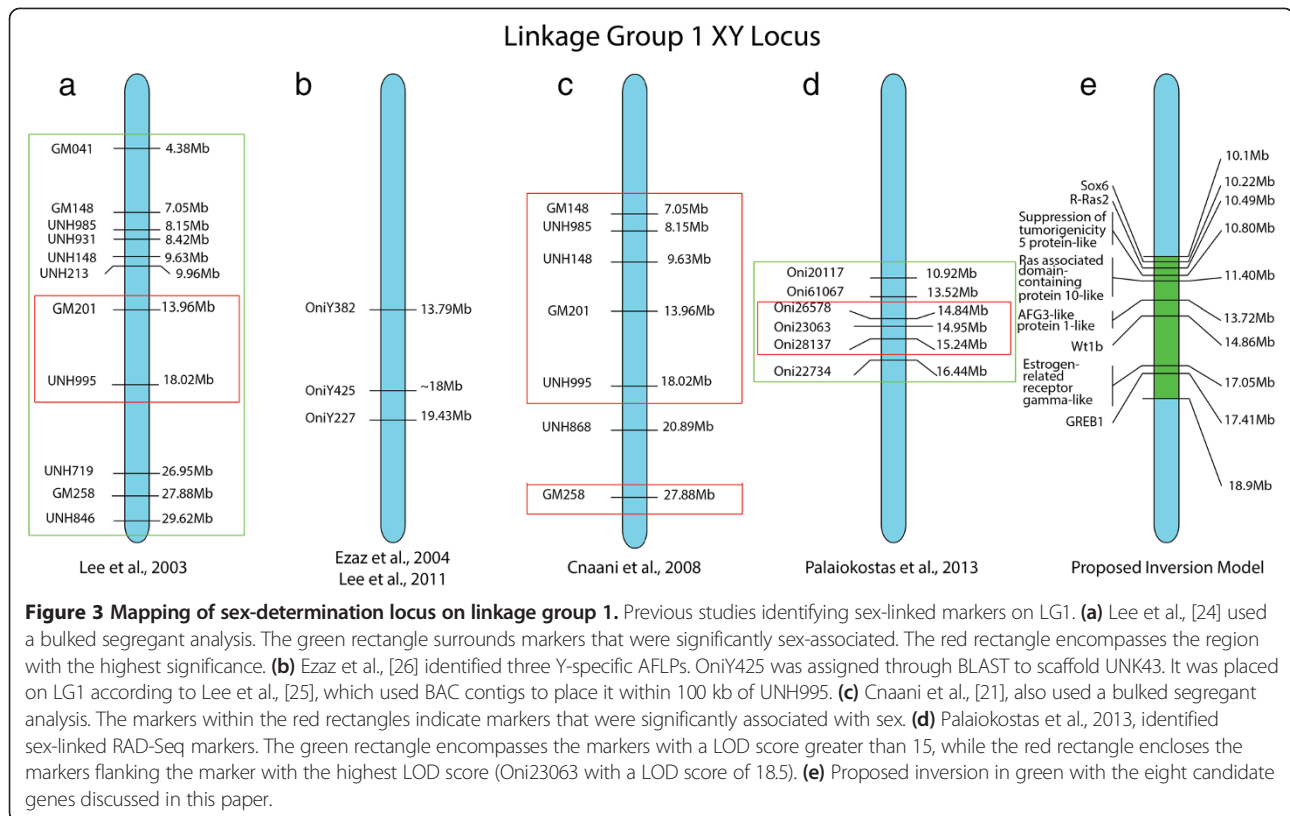 Linkage Group 1 XY Locus
a
GM041 4.38Mb
GM148 7.05Mb
UNH985 8.15Mb
UNH931 8.42Mb
UNH148 9.63Mb
UNH213 9.96Mb
GM201 13.96Mb
UNH995 18.02Mb
UNH719 26.95Mb
GM258 27.88Mb
UNH846 29.62Mb
Lee et al., 2003
b
OniY382 13.79Mb
OniY425 ~18Mb
OniY227 19.43Mb
Ezaz et al., 2004
Lee et al., 2011
c
GM148 7.05Mb
UNH985 8.15Mb
UNH148 9.63Mb
GM201 13.96Mb
UNH995 18.02Mb
UNH868 20.89Mb
GM258 27.88Mb
Cnaani et al., 2008
d
Oni20117 10.92Mb
Oni61067 13.52Mb
Oni26578 14.84Mb
Oni23063 14.95Mb
Oni28137 15.24Mb
Oni22734 16.44Mb
Palaiokostas et al., 2013
e
Sox6
R-Ras2
Suppression of
tumorigenicity
5 protein-like
Ras associated
domain-
containing
protein 10-like
AFG3-like
protein 1-like
Wt1b
Estrogen-
related
receptor
gamma-like
GREB1
10.1Mb
10.22Mb
10.49Mb
10.80Mb
11.40Mb
13.72Mb
14.86Mb
17.05Mb
17.41Mb
18.9Mb
Proposed Inversion Model
Figure 3 Mapping of sex-determination locus on linkage group 1. Previous studies identifying sex-linked markers on LG1. (a) Lee et al., [24] used
a bulked segregant analysis. The green rectangle surrounds markers that were significantly sex-associated. The red rectangle encompasses the region
with the highest significance. (b) Ezaz et al., [26] identified three Y-specific AFLPs. OniY425 was assigned through BLAST to scaffold UNK43. It was placed
on LG1 according to Lee et al., [25], which used BAC contigs to place it within 100 kb of UNH995. (c) Cnaani et al., [21], also used a bulked segregant
analysis. The markers within the red rectangles indicate markers that were significantly associated with sex. (d) Palaiokostas et al., 2013, identified
sex-linked RAD-Seq markers. The green rectangle encompasses the markers with a LOD score greater than 15, while the red rectangle encloses the
markers flanking the marker with the highest LOD score (Oni23063 with a LOD score of 18.5). (e) Proposed inversion in green with the eight candidate
genes discussed in this paper.